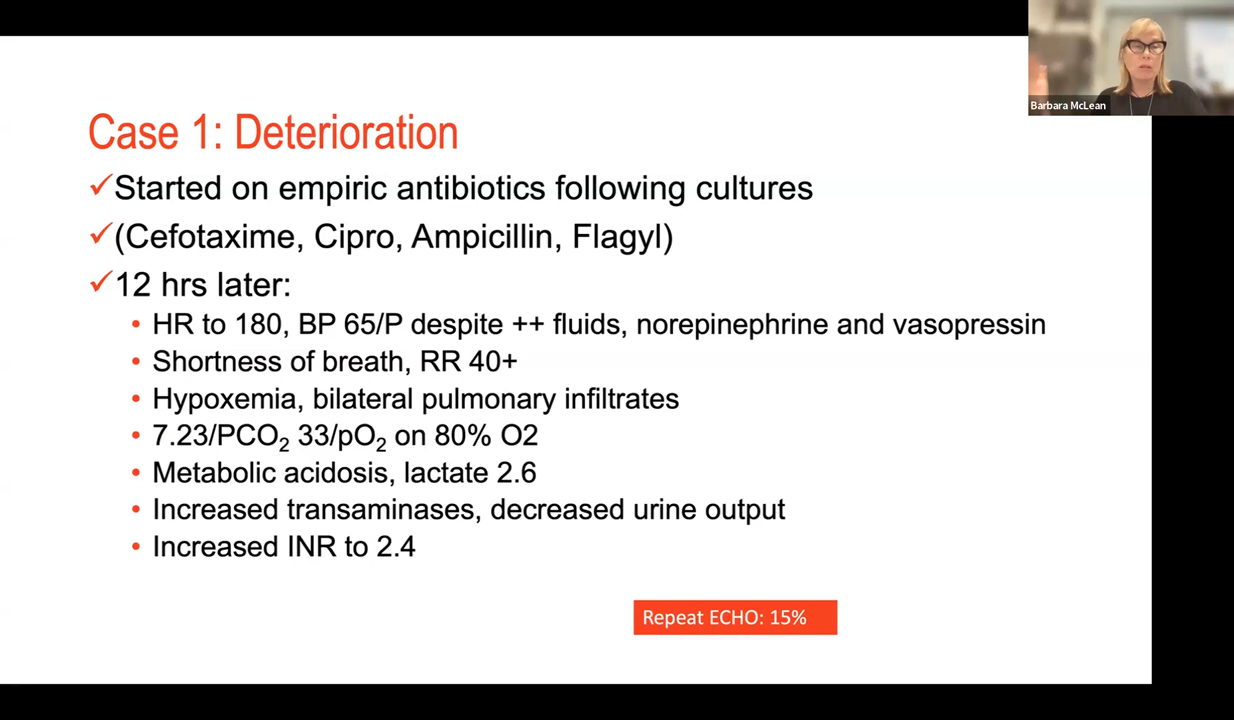 Barbara McLean
Case 1: Deterioration
✓Started on empiric antibiotics following cultures
✓(Cefotaxime, Cipro, Ampicillin, Flagyl)
✓12 hrs later:
• HR to 180, BP 65/P despite ++ fluids, norepinephrine and vasopressin
• Shortness of breath, RR 40+
• Hypoxemia, bilateral pulmonary infiltrates
• 7.23/PCO₂ 33/pO₂ on 80% O2
• Metabolic acidosis, lactate 2.6
• Increased transaminases, decreased urine output
• Increased INR to 2.4
Repeat ECHO: 15%